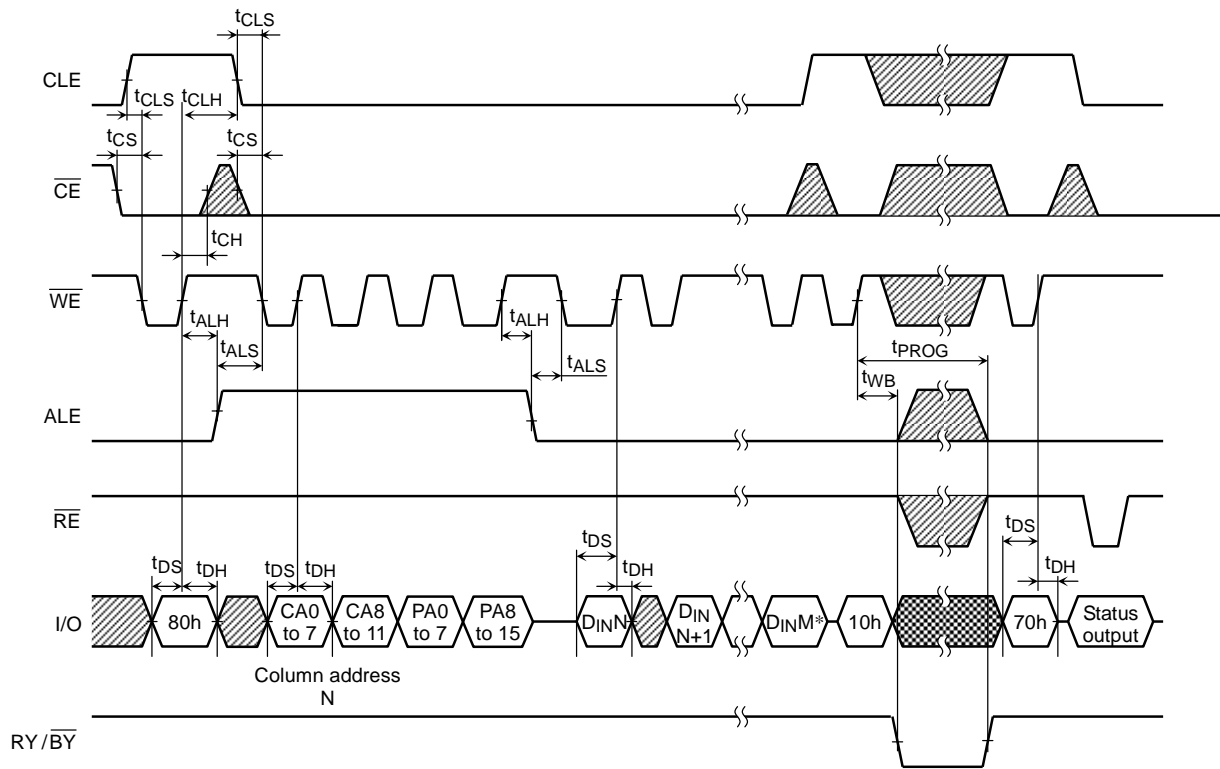 tCLS
CLE
tCLS tCLH
tCS tCS
CE
tCH
WE
tALH tALH
tALS tALS
tPROG
tWB
ALE
RE
tDS tDS
tDS tDH tDS tDH tDH tDH
I/O 80h CA0 to 7 CA8 to 11 PA0 to 7 PA8 to 15 DINN DIN N+1 DINM* 10h 70h Status output
Column address
N
RY/BY